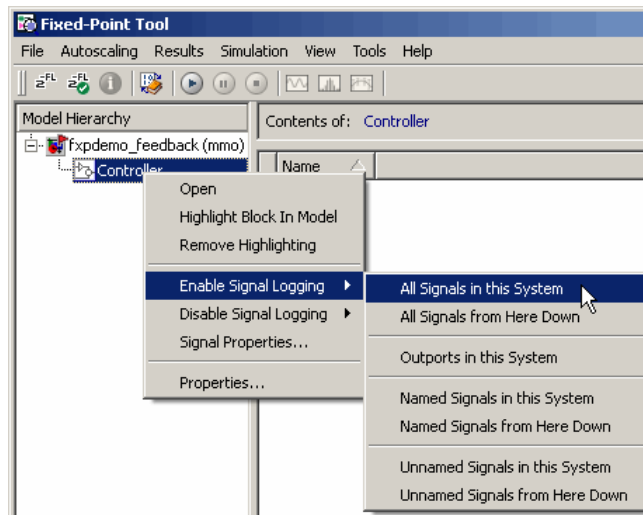 Fixed-Point Tool
File Autoscaling Results Simulation View Tools Help
Model Hierarchy
Contents of: Controller
fxpdemo_feedback (mmo)
Name
Controller
Open
Highlight Block In Model
Remove Highlighting
Enable Signal Logging
All Signals in this System
Disable Signal Logging
All Signals from Here Down
Signal Properties...
Outports in this System
Properties...
Named Signals in this System
Named Signals from Here Down
Unnamed Signals in this System
Unnamed Signals from Here Down